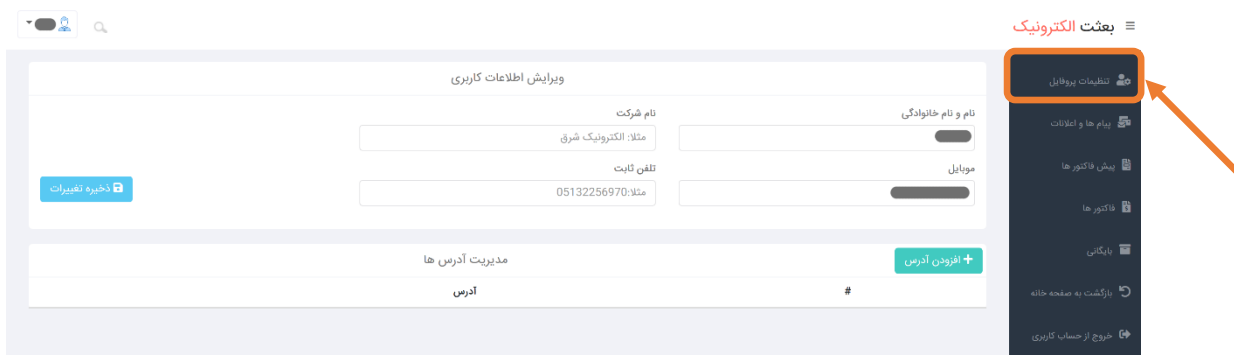 بعثت الکترونیک
تنظیمات پروفایل
پیام ها و اعلانات
پیش فاکتور ها
فاکتور ها
بایگانی
بازگشت به صفحه خانه
خروج از حساب کاربری
ویرایش اطلاعات کاربری
نام و نام خانوادگی
نام شرکت
مثلا: الکترونیک شرق
موبایل
تلفن ثابت
مثلا:05132256970
ذخیره تغییرات
مدیریت آدرس ها
+ افزودن آدرس
# آدرس